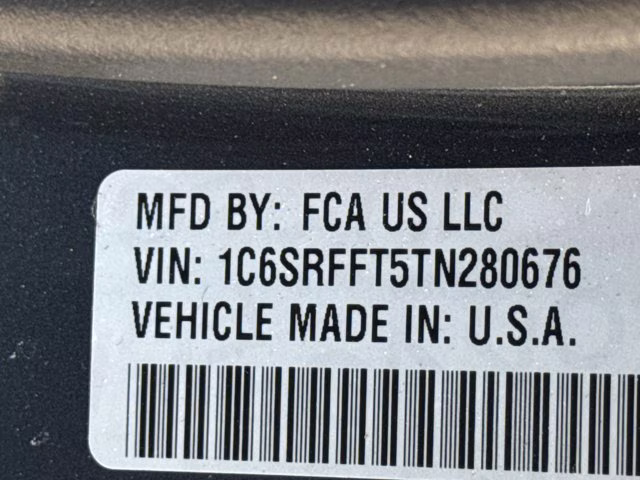 MFD BY: FCA US LLC
VIN: 1C6SRFFT5TN280676
VEHICLE MADE IN: U.S.A.